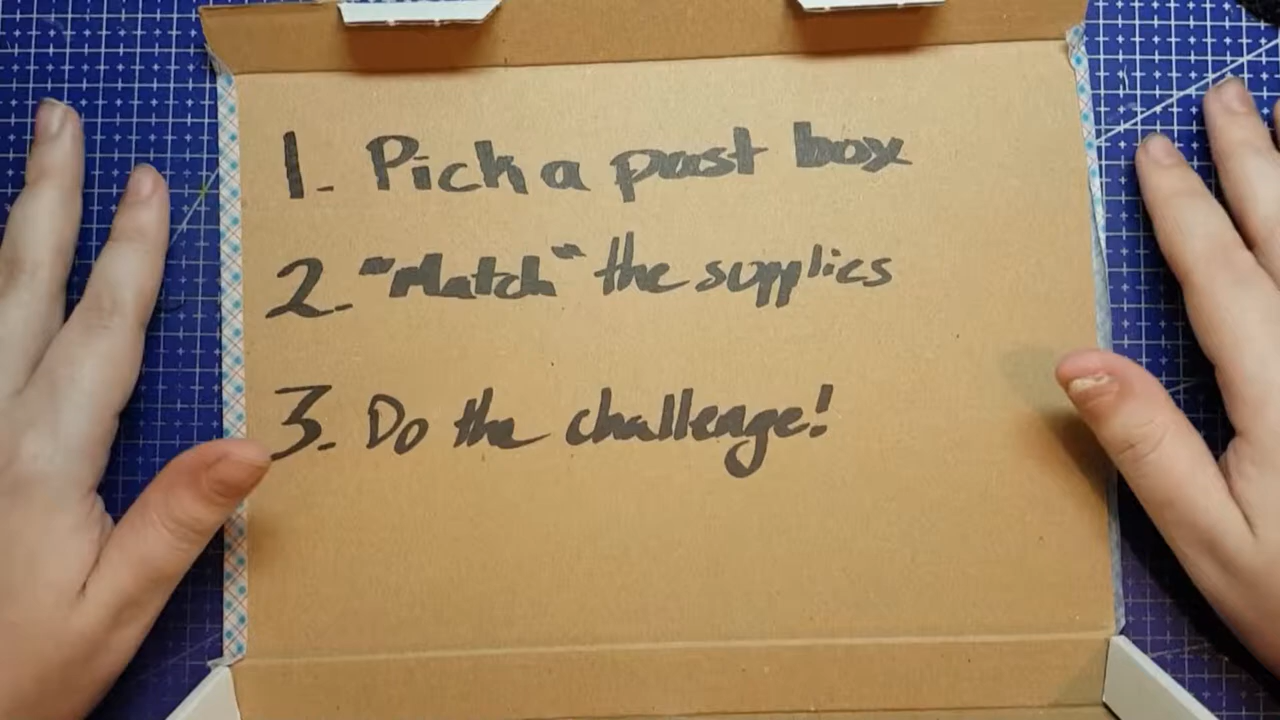 1. Pick a past box
2. "Match" the supplies
3. Do the challenge!